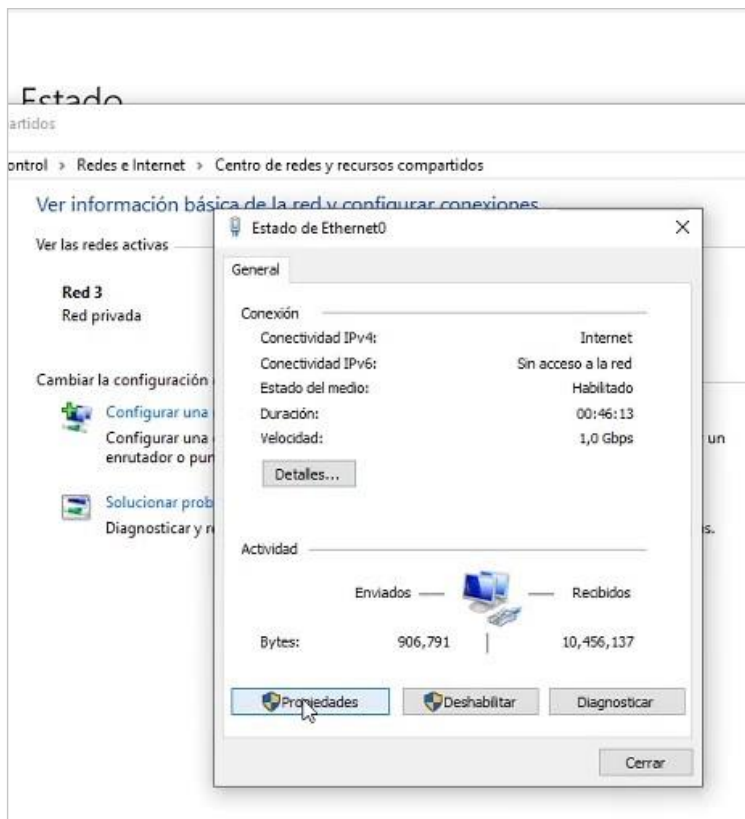 Estado
artidos
ontrol > Redes e Internet > Centro de redes y recursos compartidos
Ver información básica de la red y configurar conexiones
Ver las redes activas
Red 3
Red privada
Cambiar la configuración
Configurar una
Configurar una
enrutador o pun
un
Solucionar prob
Diagnosticar y r
s.
Estado de Ethernet0
General
Conexión
Conectividad IPv4: Internet
Conectividad IPv6: Sin acceso a la red
Estado del medio: Habilitado
Duración: 00:46:13
Velocidad: 1,0 Gbps
Detalles...
Actividad
Enviados — — Recibidos
Bytes: 906,791 | 10,456,137
Propiedades Deshabilitar Diagnosticar
Cerrar